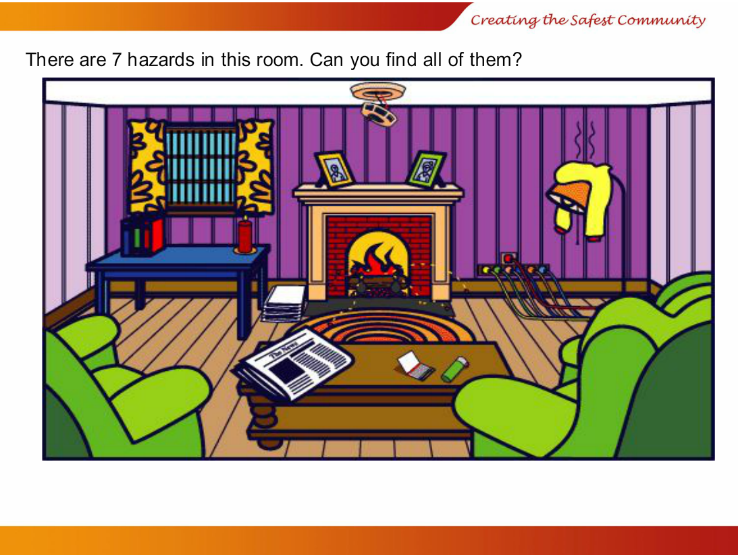 Creating the Safest Community
There are 7 hazards in this room. Can you find all of them?
The News